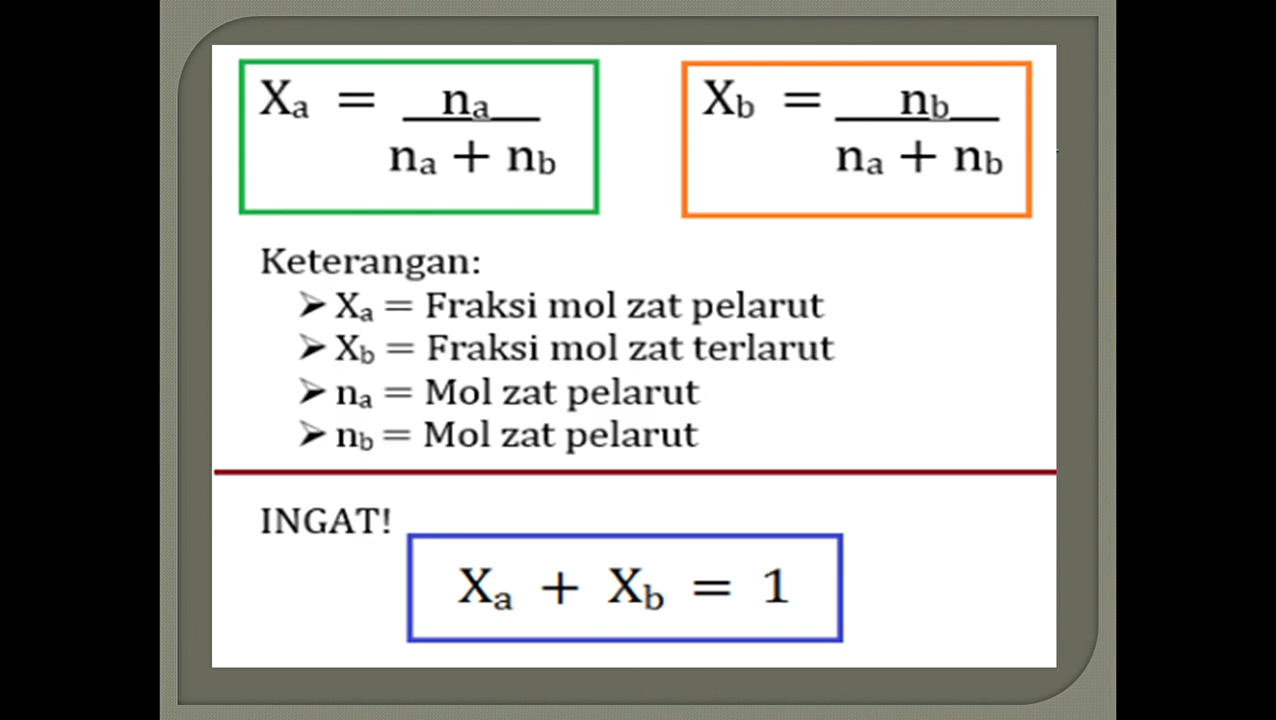 Xa = na Xb = nb
na + nb na + nb
Keterangan:
➤ Xa = Fraksi mol zat pelarut
➤ Xb = Fraksi mol zat terlarut
➤ na = Mol zat pelarut
➤ nb = Mol zat pelarut
INGAT!
Xa + Xb = 1